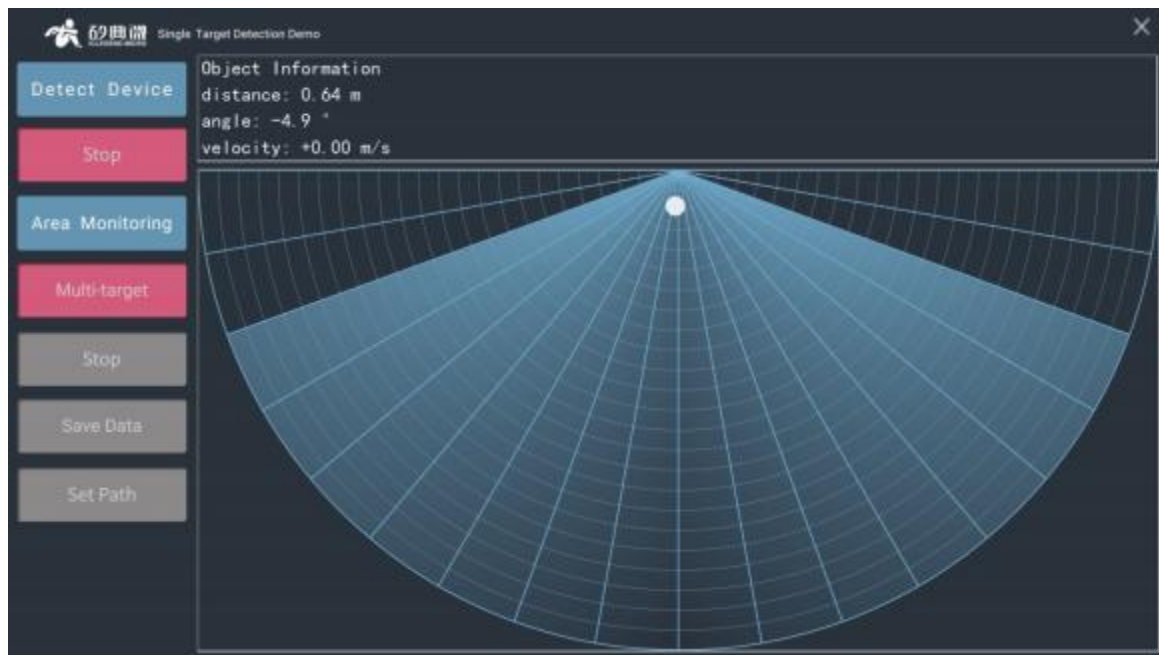 矽典微 Single Target Detection Demo
Detect Device
Stop
Area Monitoring
Multi-target
Stop
Save Data
Set Path
Object Information
distance: 0.64 m
angle: -4.9 °
velocity: +0.00 m/s